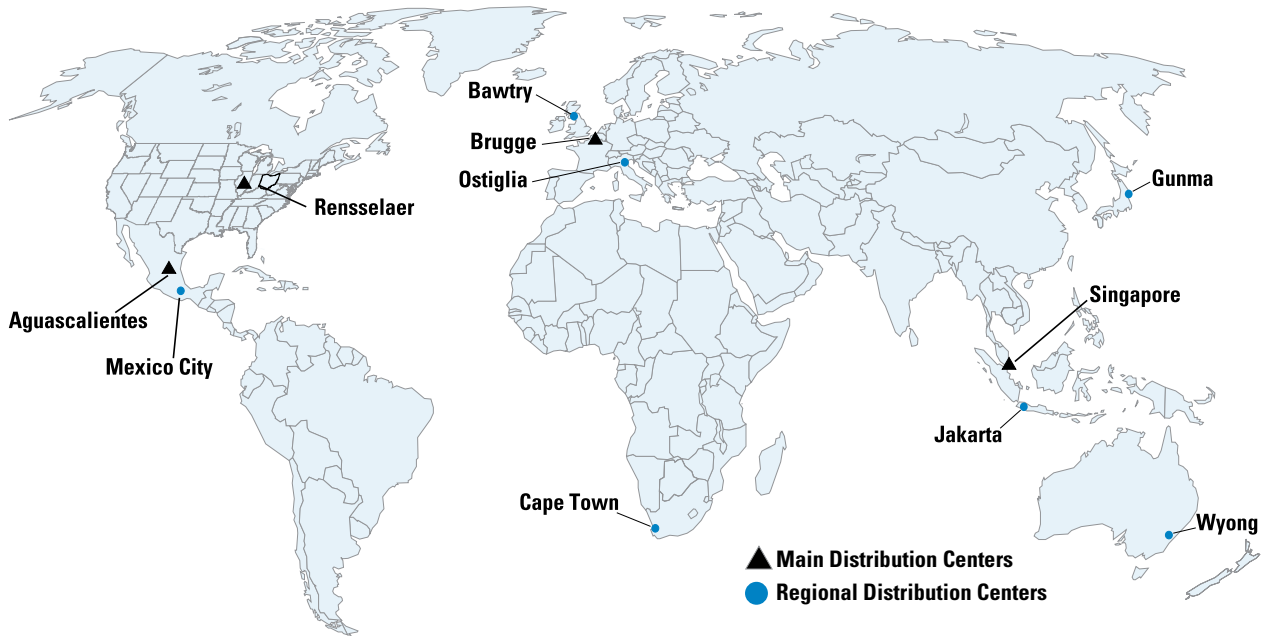 Bawtry
Brugge
Ostiglia
Gunma
Rensselaer
Singapore
Aguascalientes
Mexico City
Jakarta
Cape Town
Wyong
Main Distribution Centers
Regional Distribution Centers